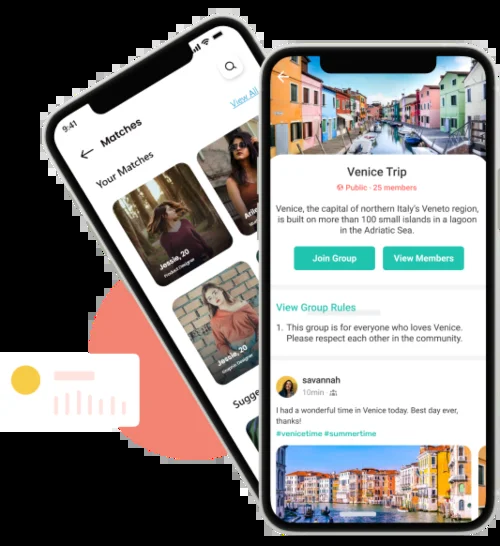 9:41
Matches
View All
Your Matches
Jessie, 20
Product Designer
Jessie, 20
Venice Trip
Public · 25 members
Venice, the capital of northern Italy's Veneto region,
is built on more than 100 small islands in a lagoon
in the Adriatic Sea.
Join Group
View Members
View Group Rules
1. This group is for everyone who loves Venice.
Please respect each other in the community.
savannah
10min
I had a wonderful time in Venice today. Best day ever,
thanks!
#venicetime #summertime